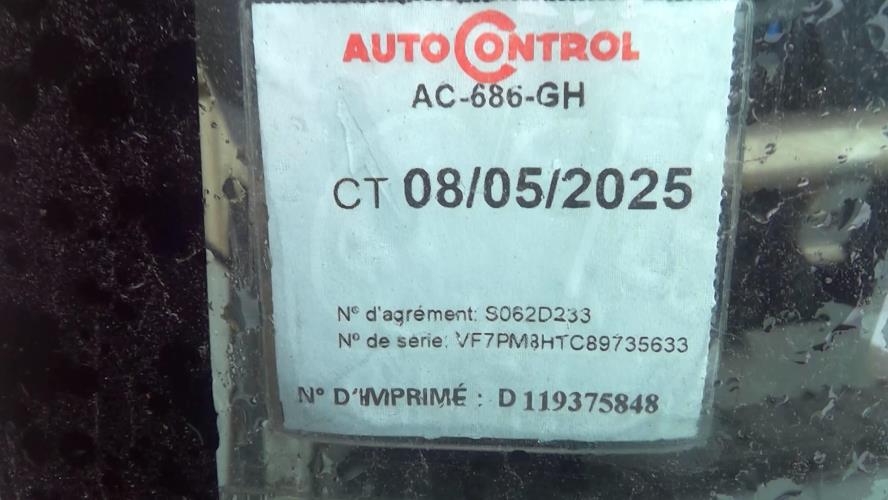 AUTOCONTROL
AC-686-GH
CT 08/05/2025
N° d'agrément: S062D233
N° de série: VF7PM8HTC89735633
N° D'IMPRIMÉ : D 119375848